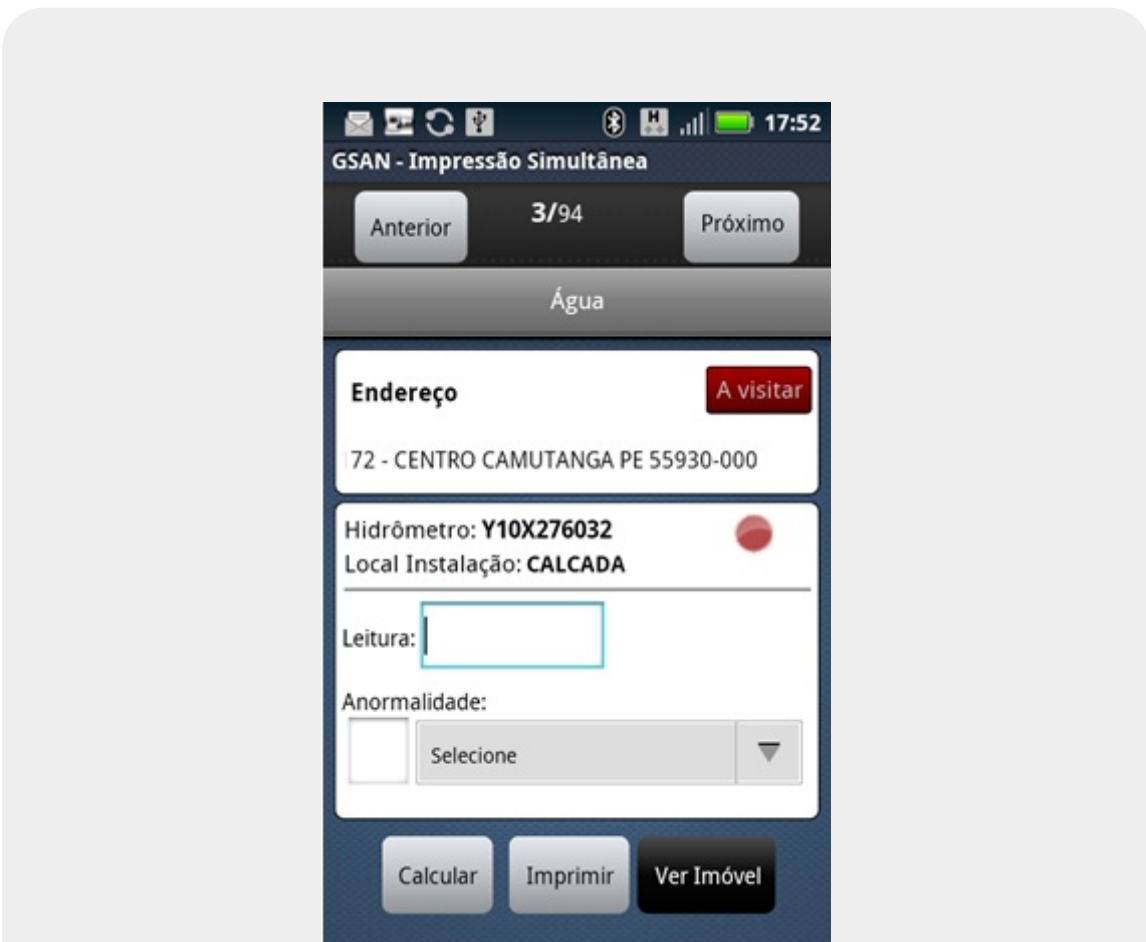 17:52
GSAN - Impressão Simultânea
Anterior 3/94 Próximo
Água
Endereço A visitar
72 - CENTRO CAMUTANGA PE 55930-000
Hidrômetro: Y10X276032
Local Instalação: CALCADA
Leitura:
Anormalidade:
Selecione
Calcular Imprimir Ver Imóvel